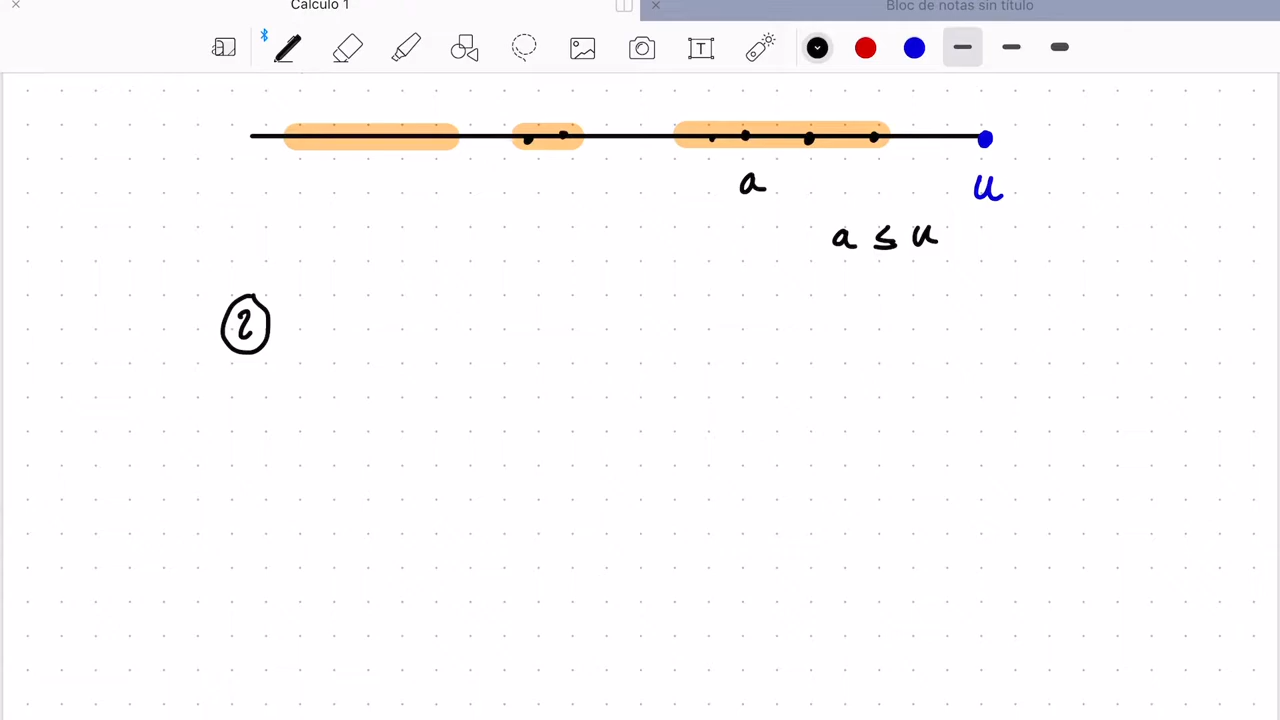 Calculo 1
Bloc de notas sin título
a
u
a ≤ u
2